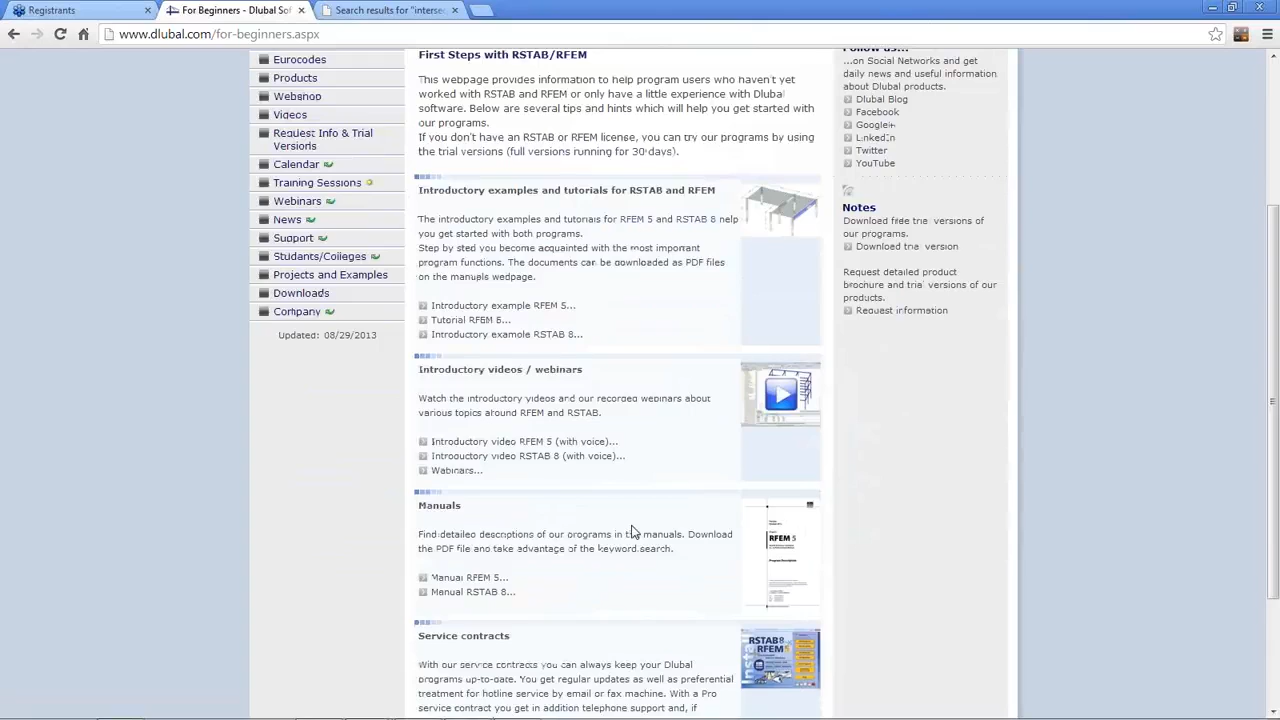 Registrants
For Beginners - Dlubal Sof
Search results for "interse
www.dlubal.com/for-beginners.aspx
Eurocodes
Products
Webshop
Videos
Request Info & Trial
Versions
Calendar
Training Sessions
Webinars
News
Support
Students/Colleges
Projects and Examples
Downloads
Company
Updated: 08/29/2013
First Steps with RSTAB/RFEM
This webpage provides information to help program users who haven't yet
worked with RSTAB and RFEM or only have a little experience with Dlubal
software. Below are several tips and hints which will help you get started with
our programs.
If you don't have an RSTAB or RFEM license, you can try our programs by using
the trial versions (full versions running for 30 days).
Introductory examples and tutorials for RSTAB and RFEM
The introductory examples and tutorials for RFEM 5 and RSTAB 8 help
you get started with both programs.
Step by step you become acquainted with the most important
program functions. The documents can be downloaded as PDF files
on the manuals webpage.
Introductory example RFEM 5...
Tutorial RFEM 5...
Introductory example RSTAB 8...
Introductory videos / webinars
Watch the introductory videos and our recorded webinars about
various topics around RFEM and RSTAB.
Introductory video RFEM 5 (with voice)...
Introductory video RSTAB 8 (with voice)...
Webinars...
Manuals
Find detailed descriptions of our programs in the manuals. Download
the PDF file and take advantage of the keyword search.
Manual RFEM 5...
Manual RSTAB 8...
RFEM 5
Service contracts
With our service contract you can always keep your Dlubal
programs up-to-date. You get regular updates as well as preferential
treatment for hotline service by email or fax machine. With a Pro
service contract you get in addition telephone support and, if
RSTAB 8
RFEM 5
Follow us...
...on Social Networks and get
daily news and useful information
about Dlubal products.
Dlubal Blog
Facebook
Google+
LinkedIn
Twitter
YouTube
Notes
Download free trial versions of
our programs.
Download trial version
Request detailed product
brochure and trial versions of our
products.
Request information